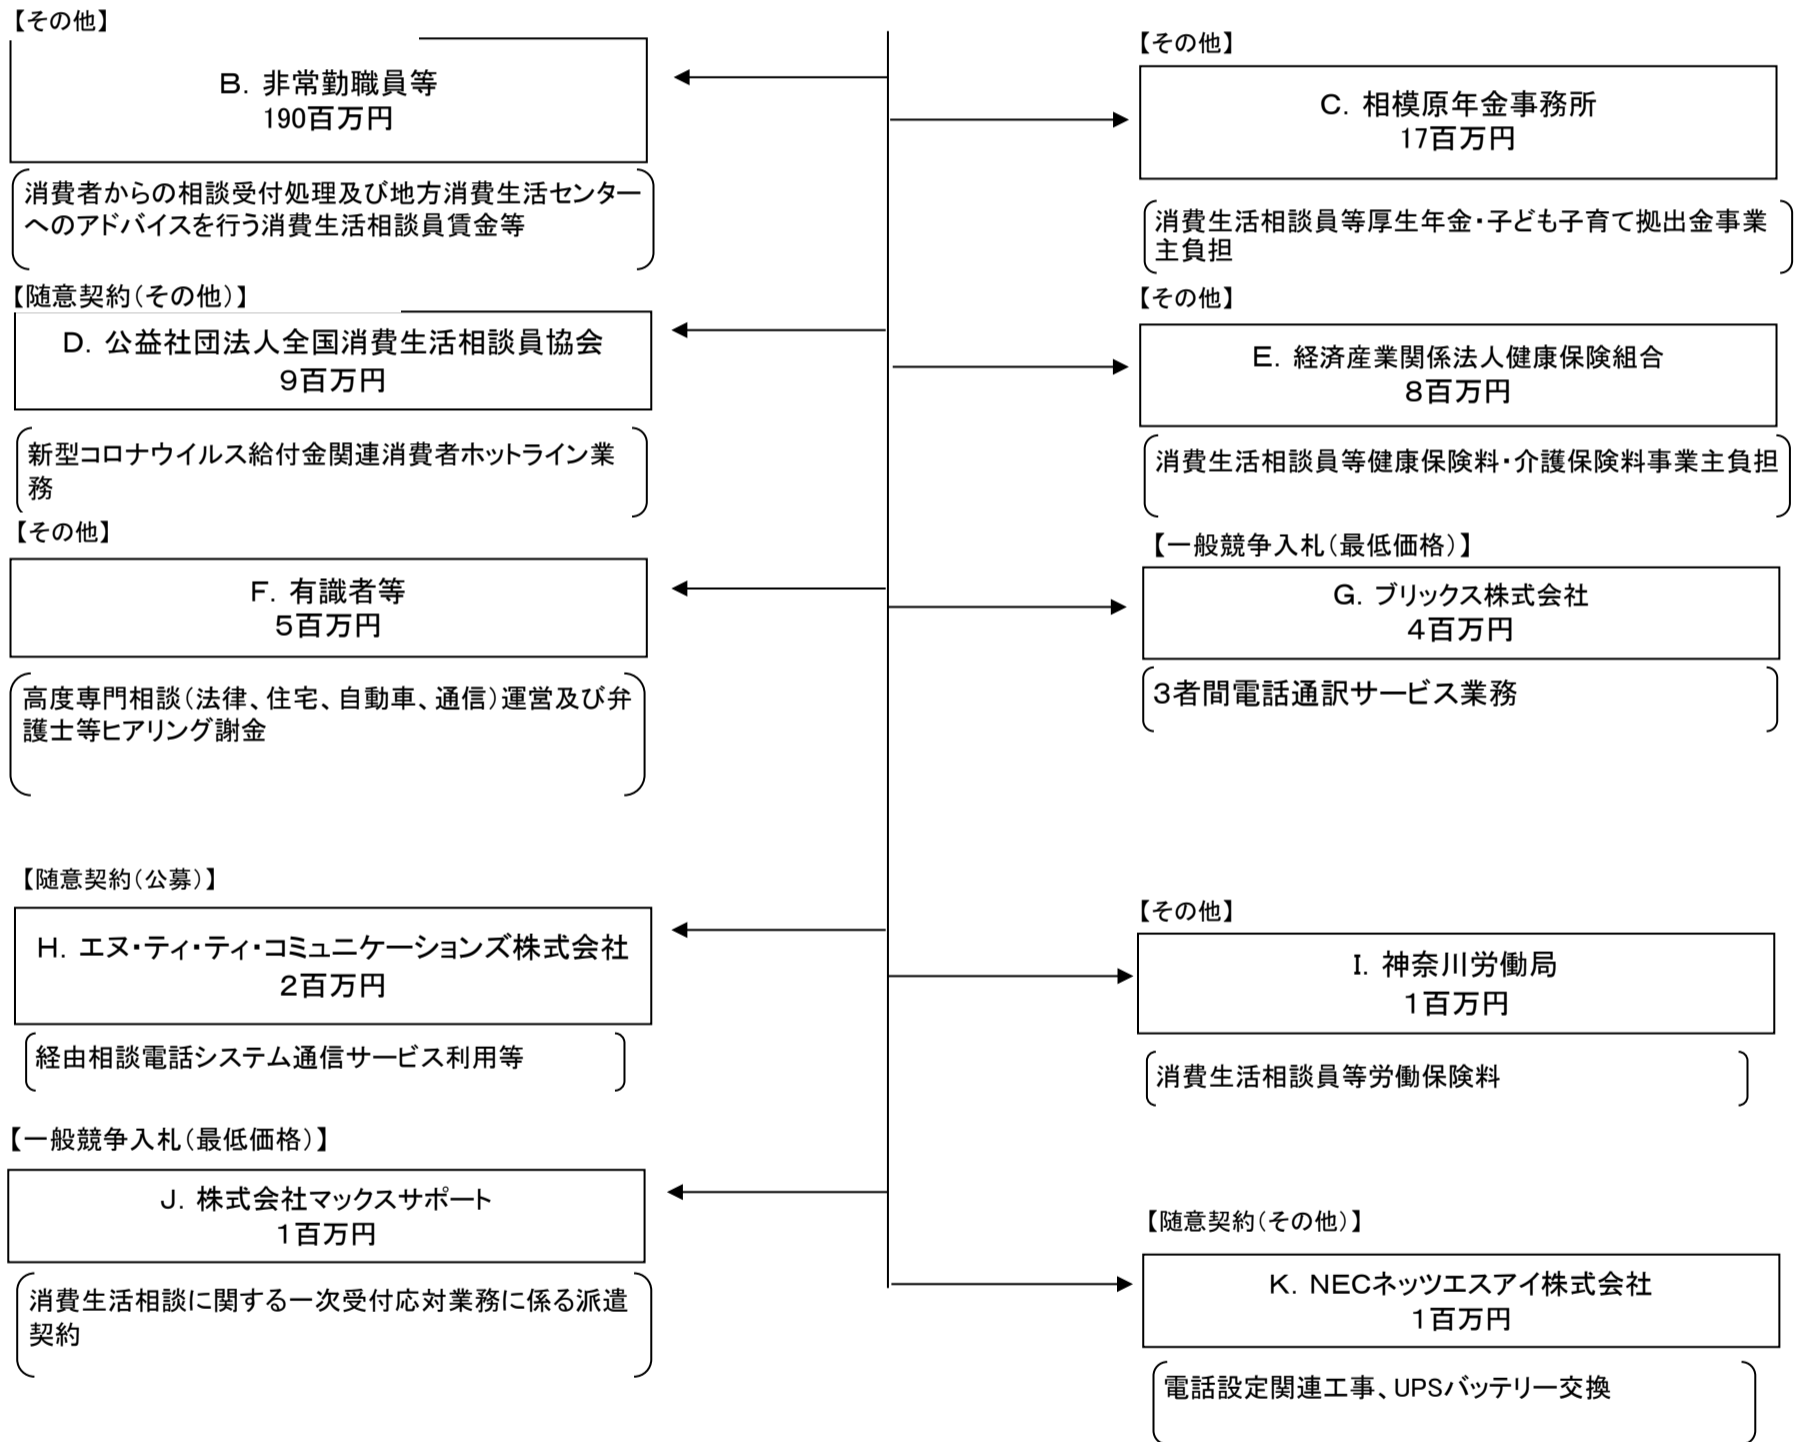 【その他】
B. 非常勤職員等
190百万円
消費者からの相談受付処理及び地方消費生活センター
へのアドバイスを行う消費生活相談員賃金等
【その他】
C. 相模原年金事務所
17百万円
消費生活相談員等厚生年金・子ども子育て拠出金事業
主負担
【随意契約（その他）】
D. 公益社団法人全国消費生活相談員協会
９百万円
新型コロナウイルス給付金関連消費者ホットライン業
務
【その他】
E. 経済産業関係法人健康保険組合
８百万円
消費生活相談員等健康保険料・介護保険料事業主負担
【その他】
F. 有識者等
５百万円
高度専門相談（法律、住宅、自動車、通信）運営及び弁
護士等ヒアリング謝金
【一般競争入札（最低価格）】
G. ブリックス株式会社
４百万円
３者間電話通訳サービス業務
【随意契約（公募）】
H. エヌ・ティ・ティ・コミュニケーションズ株式会社
２百万円
経由相談電話システム通信サービス利用等
【その他】
I. 神奈川労働局
１百万円
消費生活相談員等労働保険料
【一般競争入札（最低価格）】
J. 株式会社マックスサポート
１百万円
消費生活相談に関する一次受付応対業務に係る派遣
契約
【随意契約（その他）】
K. NECネッツエスアイ株式会社
１百万円
電話設定関連工事、UPSバッテリー交換